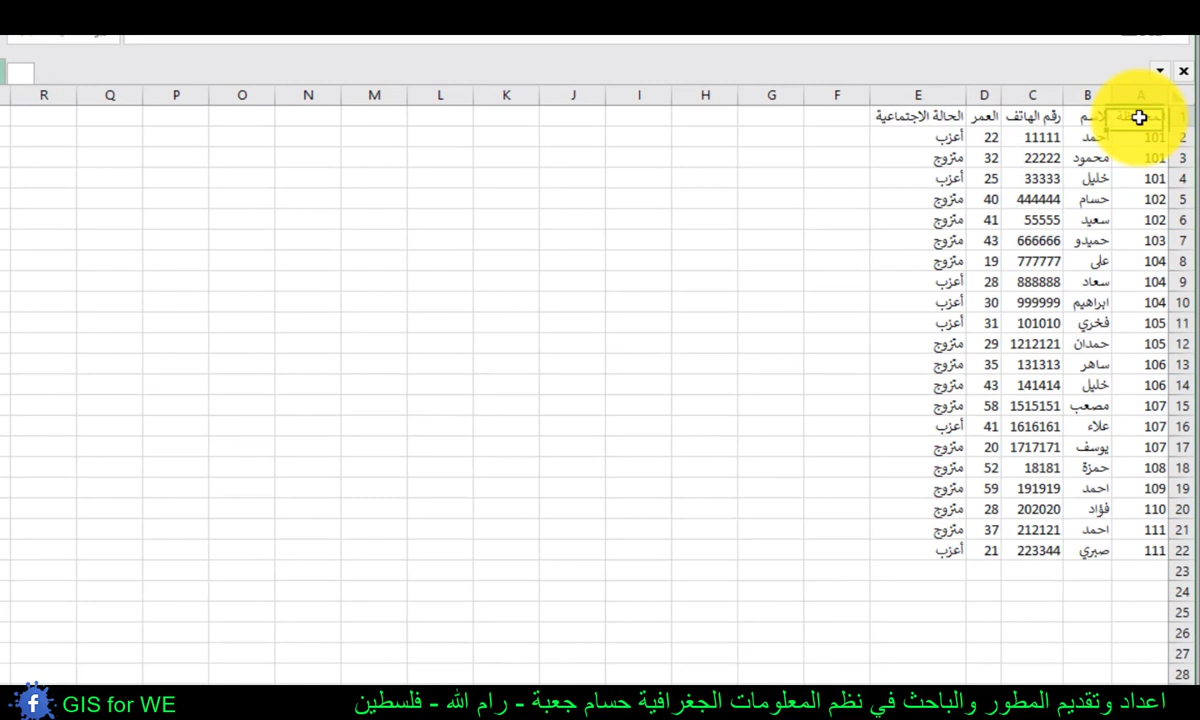 R Q P O N M L K J I H G F E D C B A
1 الاسم رقم الهاتف العمر الحالة الاجتماعية
2 101 أحمد 11111 22 أعزب
3 101 محمود 22222 32 متزوج
4 101 خليل 33333 25 أعزب
5 102 حسام 444444 40 متزوج
6 102 سعيد 55555 41 متزوج
7 103 حميدو 666666 43 متزوج
8 104 على 777777 19 متزوج
9 104 سعاد 888888 28 أعزب
10 104 ابراهيم 999999 30 أعزب
11 105 فخري 101010 31 أعزب
12 105 حمدان 1212121 29 متزوج
13 106 ساهر 131313 35 متزوج
14 106 خليل 141414 43 متزوج
15 107 مصعب 1515151 58 متزوج
16 107 علاء 1616161 41 أعزب
17 107 يوسف 1717171 20 متزوج
18 108 حمزة 18181 52 متزوج
19 109 احمد 191919 59 متزوج
20 110 فؤاد 202020 28 متزوج
21 111 احمد 212121 37 متزوج
22 111 صبري 223344 21 أعزب
23
24
25
26
27
28
اعداد وتقديم المطور والباحث في نظم المعلومات الجغرافية حسام جعبة - رام الله - فلسطين
GIS for WE